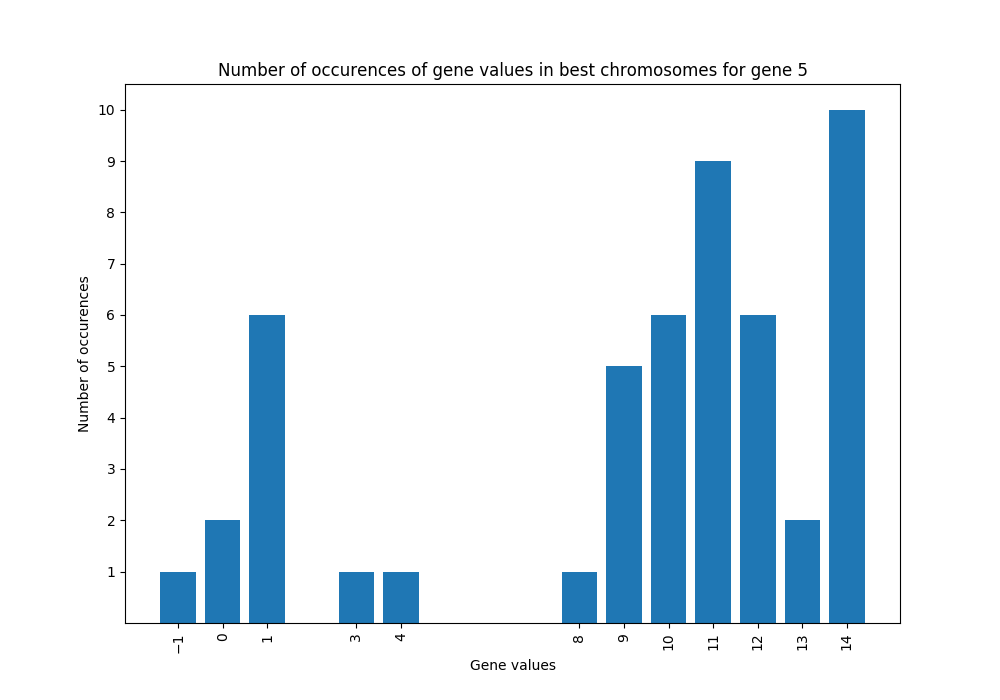 Number of occurences of gene values in best chromosomes for gene 5
10
9
8
7
6
5
4
3
2
1
Number of occurences
−1 0 1 3 4 8 9 10 11 12 13 14
Gene values